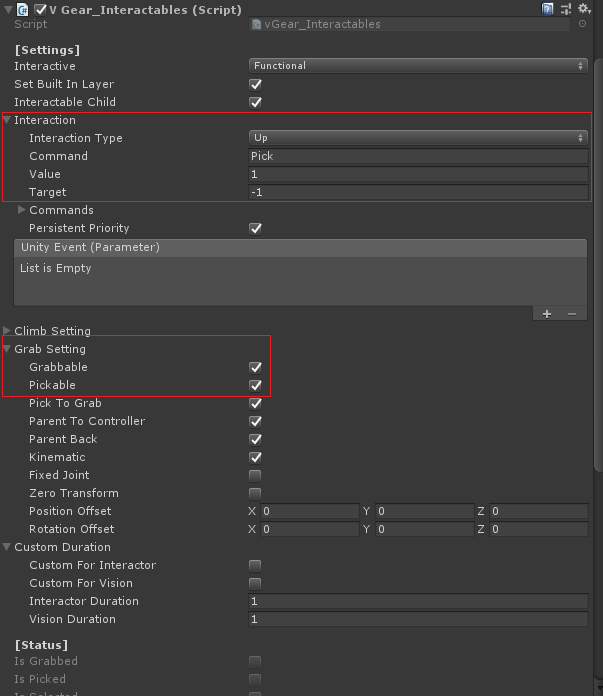 V Gear_Interactables (Script)
Script vGear_Interactables
[Settings]
Interactive Functional
Set Built In Layer
Interactable Child
Interaction
Interaction Type Up
Command Pick
Value 1
Target -1
Commands
Persistent Priority
Unity Event (Parameter)
List is Empty
+ −
Climb Setting
Grab Setting
Grabbable
Pickable
Pick To Grab
Parent To Controller
Parent Back
Kinematic
Fixed Joint
Zero Transform
Position Offset X 0 Y 0 Z 0
Rotation Offset X 0 Y 0 Z 0
Custom Duration
Custom For Interactor
Custom For Vision
Interactor Duration 1
Vision Duration 1
[Status]
Is Grabbed
Is Picked
Is Selected